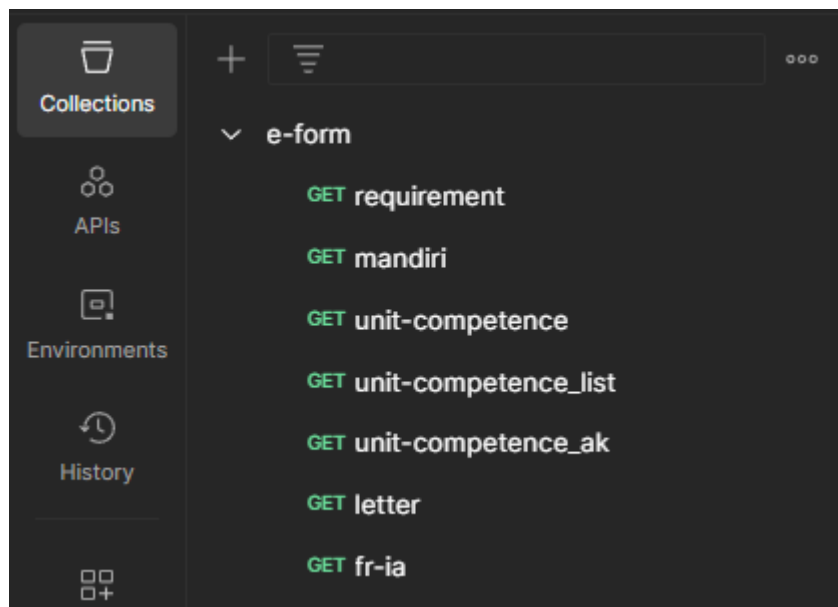 Collections
APIs
Environments
History
e-form
GET requirement
GET mandiri
GET unit-competence
GET unit-competence_list
GET unit-competence_ak
GET letter
GET fr-ia